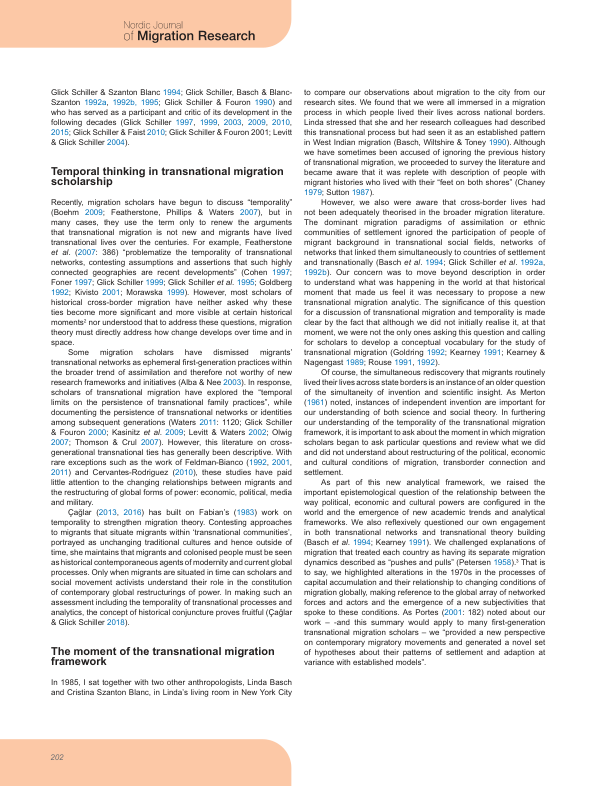 Nordic Journal
of Migration Research
Glick Schiller & Szanton Blanc 1994; Glick Schiller, Basch & Blanc-
Szanton 1992a, 1992b, 1995; Glick Schiller & Fouron 1990) and
who has served as a participant and critic of its development in the
following decades (Glick Schiller 1997, 1999, 2003, 2009, 2010,
2015; Glick Schiller & Faist 2010; Glick Schiller & Fouron 2001; Levitt
& Glick Schiller 2004).
Temporal thinking in transnational migration
scholarship
Recently, migration scholars have begun to discuss “temporality”
(Boehm 2009; Featherstone, Phillips & Waters 2007), but in
many cases, they use the term only to renew the arguments
that transnational migration is not new and migrants have lived
transnational lives over the centuries. For example, Featherstone
et al. (2007: 386) “problematize the temporality of transnational
networks, contesting assumptions and assertions that such highly
connected geographies are recent developments” (Cohen 1997;
Foner 1997; Glick Schiller 1999; Glick Schiller et al. 1995; Goldberg
1992; Kivisto 2001; Morawska 1999). However, most scholars of
historical cross-border migration have neither asked why these
ties become more significant and more visible at certain historical
moments² nor understood that to address these questions, migration
theory must directly address how change develops over time and in
space.
Some migration scholars have dismissed migrants’
transnational networks as ephemeral first-generation practices within
the broader trend of assimilation and therefore not worthy of new
research frameworks and initiatives (Alba & Nee 2003). In response,
scholars of transnational migration have explored the “temporal
limits on the persistence of transnational family practices”, while
documenting the persistence of transnational networks or identities
among subsequent generations (Waters 2011: 1120; Glick Schiller
& Fouron 2000; Kasinitz et al. 2009; Levitt & Waters 2002; Olwig
2007; Thomson & Crul 2007). However, this literature on cross-
generational transnational ties has generally been descriptive. With
rare exceptions such as the work of Feldman-Bianco (1992, 2001,
2011) and Cervantes-Rodriguez (2010), these studies have paid
little attention to the changing relationships between migrants and
the restructuring of global forms of power: economic, political, media
and military.
Çağlar (2013, 2016) has built on Fabian’s (1983) work on
temporality to strengthen migration theory. Contesting approaches
to migrants that situate migrants within ‘transnational communities’,
portrayed as unchanging traditional cultures and hence outside of
time, she maintains that migrants and colonised people must be seen
as historical contemporaneous agents of modernity and current global
processes. Only when migrants are situated in time can scholars and
social movement activists understand their role in the constitution
of contemporary global restructurings of power. In making such an
assessment including the temporality of transnational processes and
analytics, the concept of historical conjuncture proves fruitful (Çağlar
& Glick Schiller 2018).
The moment of the transnational migration
framework
In 1985, I sat together with two other anthropologists, Linda Basch
and Cristina Szanton Blanc, in Linda’s living room in New York City
to compare our observations about migration to the city from our
research sites. We found that we were all immersed in a migration
process in which people lived their lives across national borders.
Linda stressed that she and her research colleagues had described
this transnational process but had seen it as an established pattern
in West Indian migration (Basch, Wiltshire & Toney 1990). Although
we have sometimes been accused of ignoring the previous history
of transnational migration, we proceeded to survey the literature and
became aware that it was replete with description of people with
migrant histories who lived with their “feet on both shores” (Chaney
1979; Sutton 1987).
However, we also were aware that cross-border lives had
not been adequately theorised in the broader migration literature.
The dominant migration paradigms of assimilation or ethnic
communities of settlement ignored the participation of people of
migrant background in transnational social fields, networks of
networks that linked them simultaneously to countries of settlement
and transnationally (Basch et al. 1994; Glick Schiller et al. 1992a,
1992b). Our concern was to move beyond description in order
to understand what was happening in the world at that historical
moment that made us feel it was necessary to propose a new
transnational migration analytic. The significance of this question
for a discussion of transnational migration and temporality is made
clear by the fact that although we did not initially realise it, at that
moment, we were not the only ones asking this question and calling
for scholars to develop a conceptual vocabulary for the study of
transnational migration (Goldring 1992; Kearney 1991; Kearney &
Nagengast 1989; Rouse 1991, 1992).
Of course, the simultaneous rediscovery that migrants routinely
lived their lives across state borders is an instance of an older question
of the simultaneity of invention and scientific insight. As Merton
(1961) noted, instances of independent invention are important for
our understanding of both science and social theory. In furthering
our understanding of the temporality of the transnational migration
framework, it is important to ask about the moment in which migration
scholars began to ask particular questions and review what we did
and did not understand about restructuring of the political, economic
and cultural conditions of migration, transborder connection and
settlement.
As part of this new analytical framework, we raised the
important epistemological question of the relationship between the
way political, economic and cultural powers are configured in the
world and the emergence of new academic trends and analytical
frameworks. We also reflexively questioned our own engagement
in both transnational networks and transnational theory building
(Basch et al. 1994; Kearney 1991). We challenged explanations of
migration that treated each country as having its separate migration
dynamics described as “pushes and pulls” (Petersen 1958).³ That is
to say, we highlighted alterations in the 1970s in the processes of
capital accumulation and their relationship to changing conditions of
migration globally, making reference to the global array of networked
forces and actors and the emergence of a new subjectivities that
spoke to these conditions. As Portes (2001: 182) noted about our
work – -and this summary would apply to many first-generation
transnational migration scholars – we “provided a new perspective
on contemporary migratory movements and generated a novel set
of hypotheses about their patterns of settlement and adaption at
variance with established models”.
202